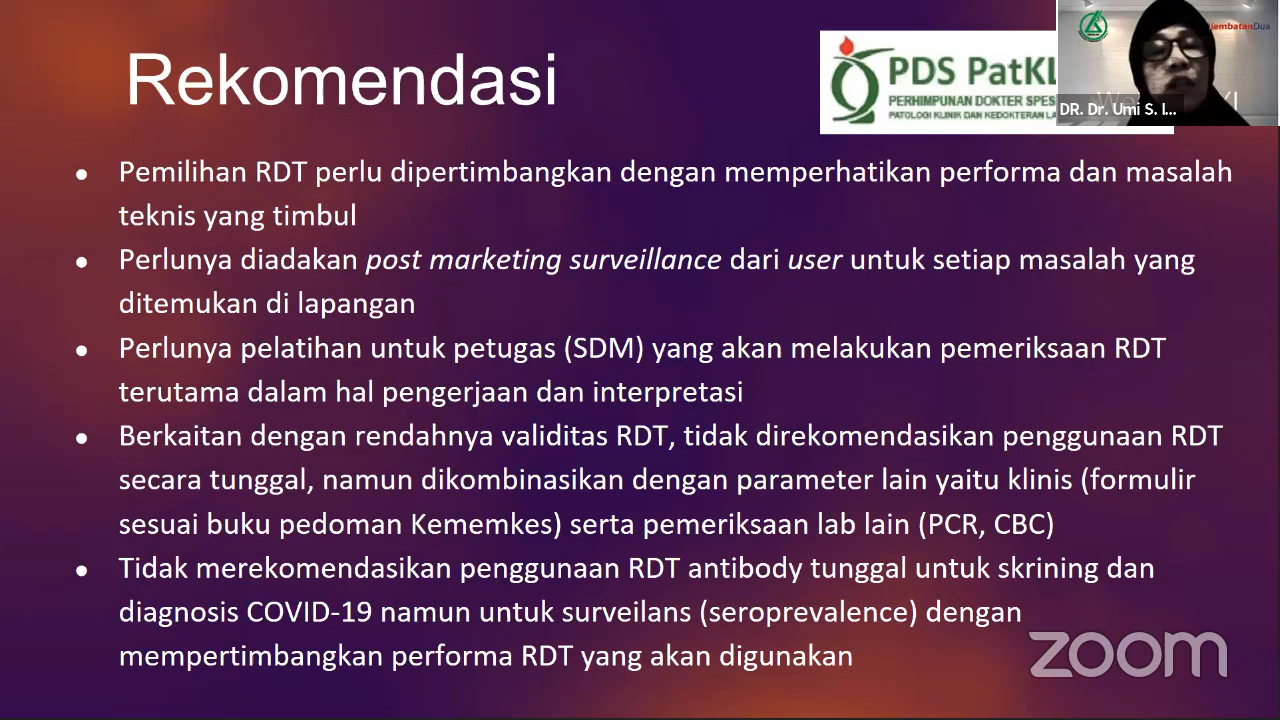 Rekomendasi
PDS PatKL
PERHIMPUNAN DOKTER SPES
PATOLOGI KLINIK DAN KEDOKTERAN LA
JembatanDua
DR. Dr. Umi S. I...
Pemilihan RDT perlu dipertimbangkan dengan memperhatikan performa dan masalah
teknis yang timbul
Perlunya diadakan post marketing surveillance dari user untuk setiap masalah yang
ditemukan di lapangan
Perlunya pelatihan untuk petugas (SDM) yang akan melakukan pemeriksaan RDT
terutama dalam hal pengerjaan dan interpretasi
Berkaitan dengan rendahnya validitas RDT, tidak direkomendasikan penggunaan RDT
secara tunggal, namun dikombinasikan dengan parameter lain yaitu klinis (formulir
sesuai buku pedoman Kememkes) serta pemeriksaan lab lain (PCR, CBC)
Tidak merekomendasikan penggunaan RDT antibody tunggal untuk skrining dan
diagnosis COVID-19 namun untuk surveilans (seroprevalence) dengan
mempertimbangkan performa RDT yang akan digunakan
zoom